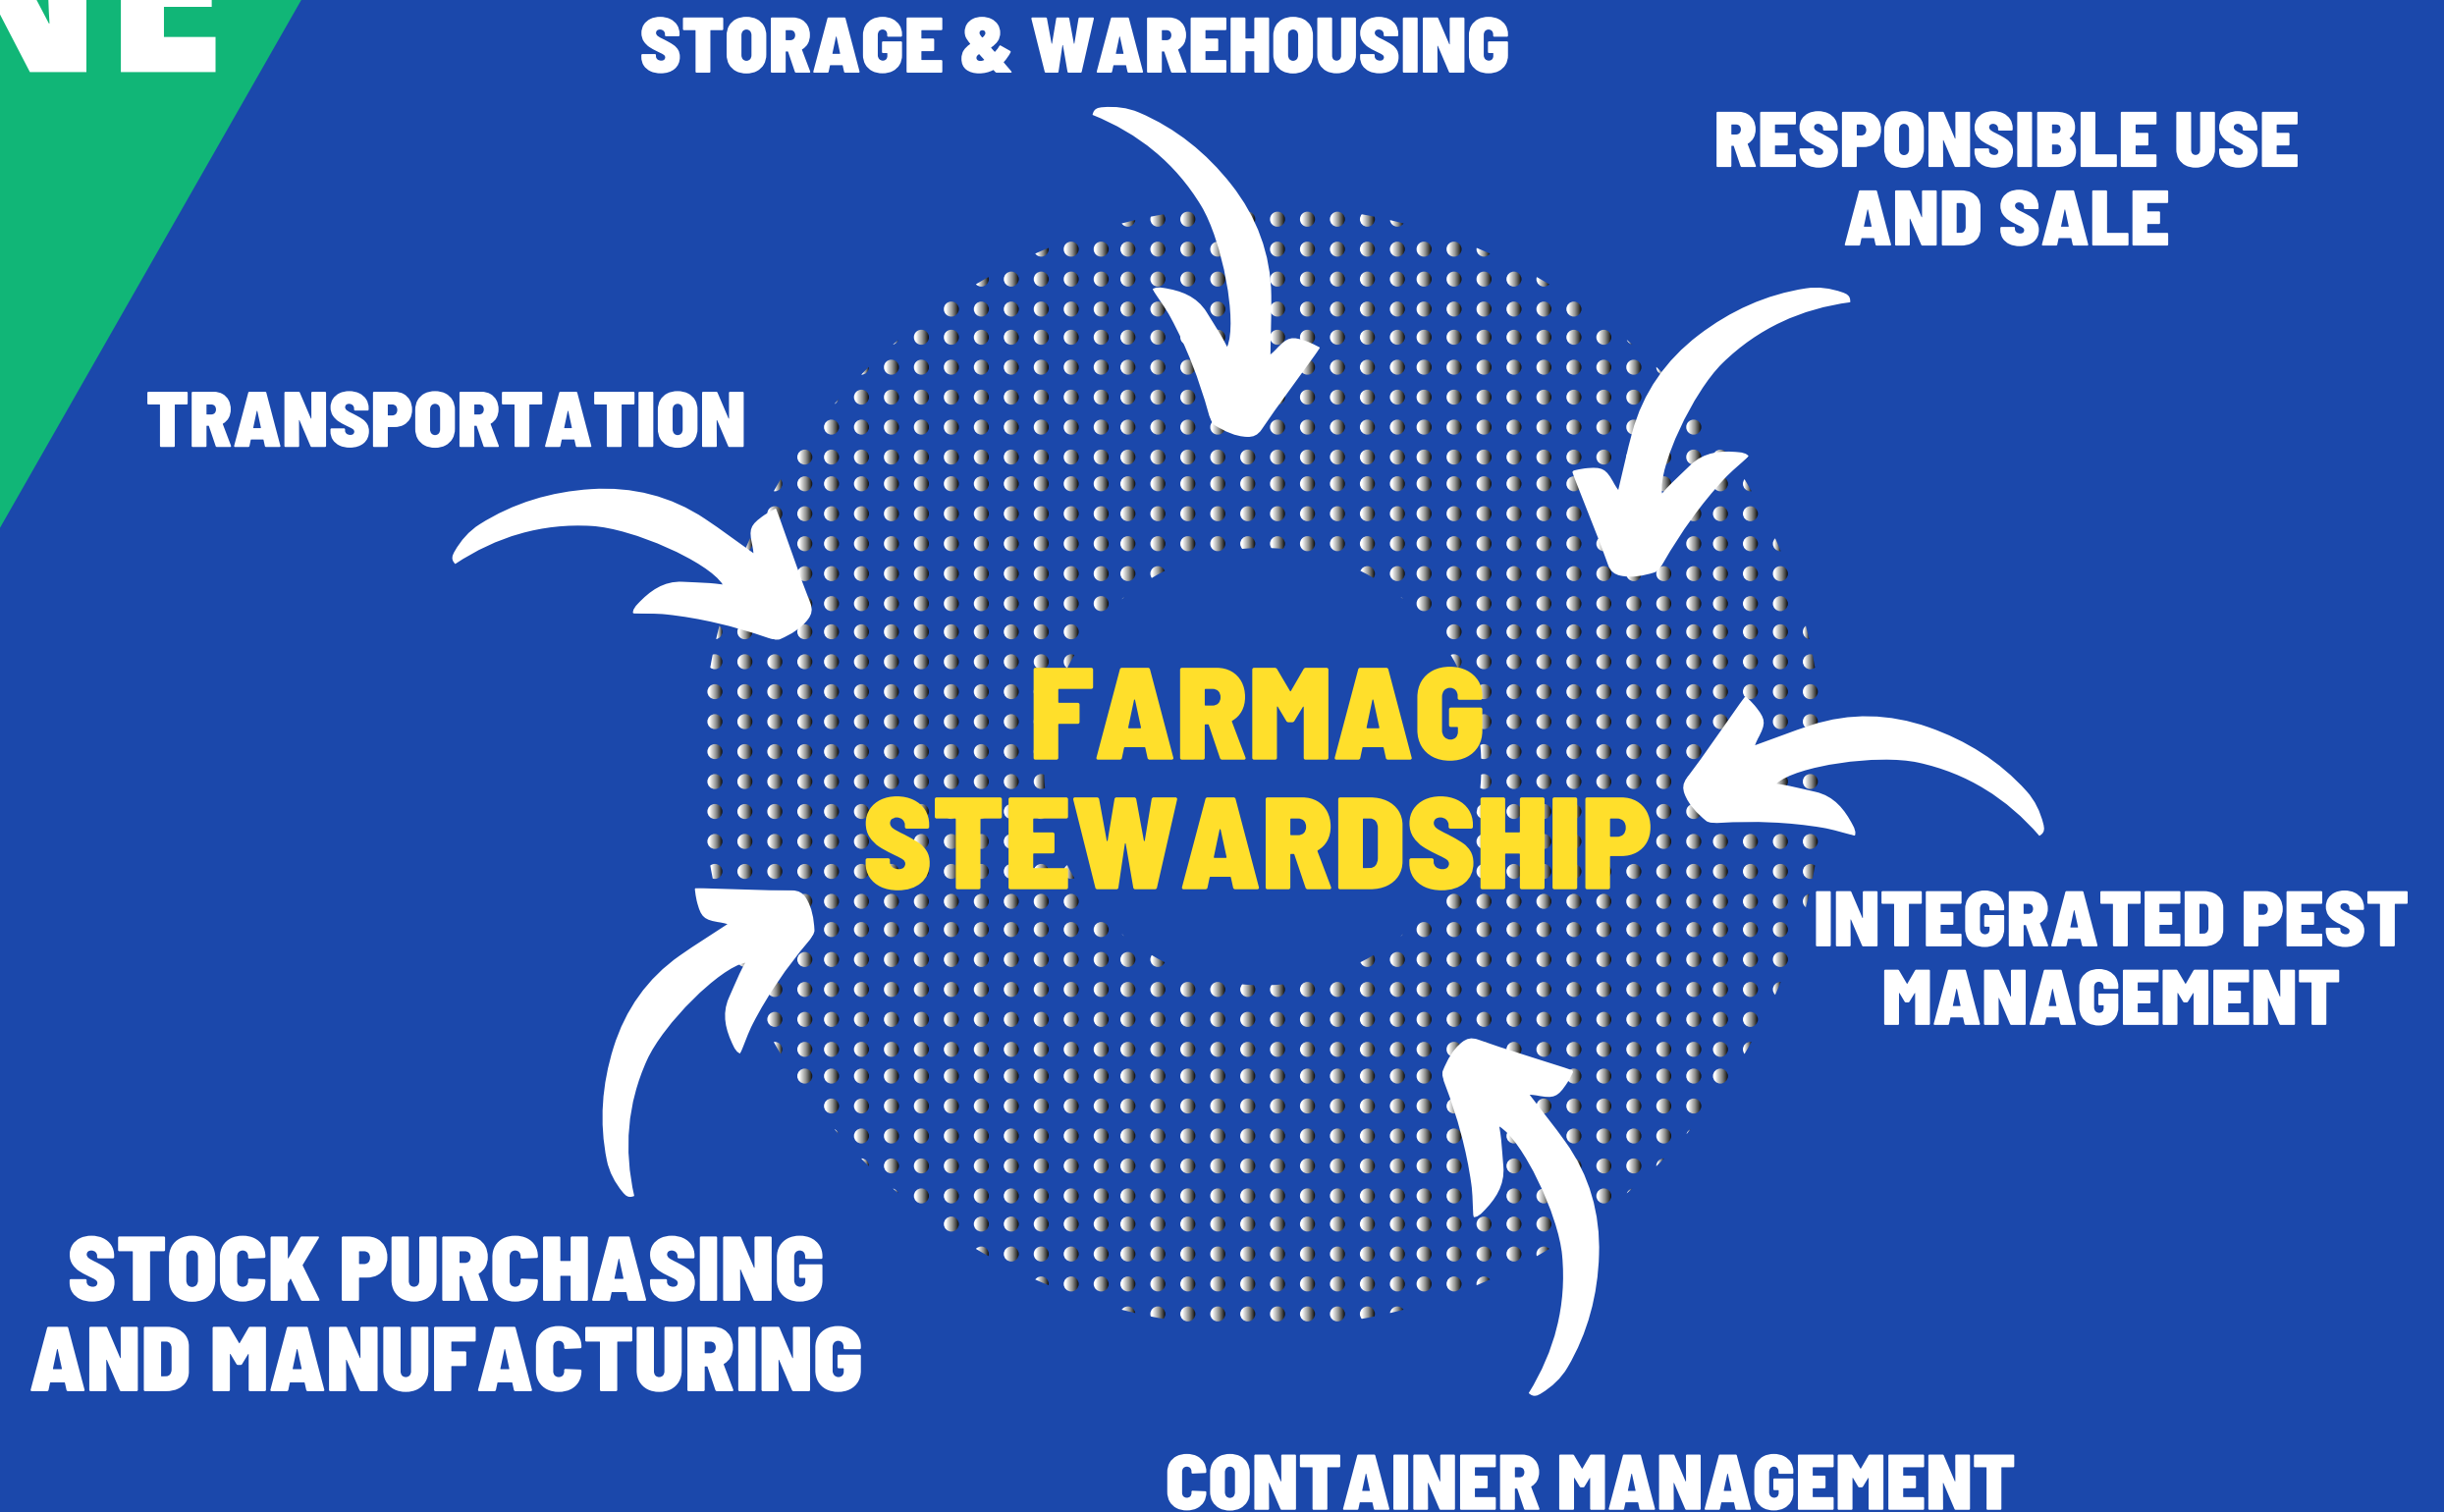 STORAGE & WAREHOUSING
RESPONSIBLE USE
AND SALE
TRANSPORTATION
FARMAG
STEWARDSHIP
INTEGRATED PEST
MANAGEMENT
STOCK PURCHASING
AND MANUFACTURING
CONTAINER MANAGEMENT